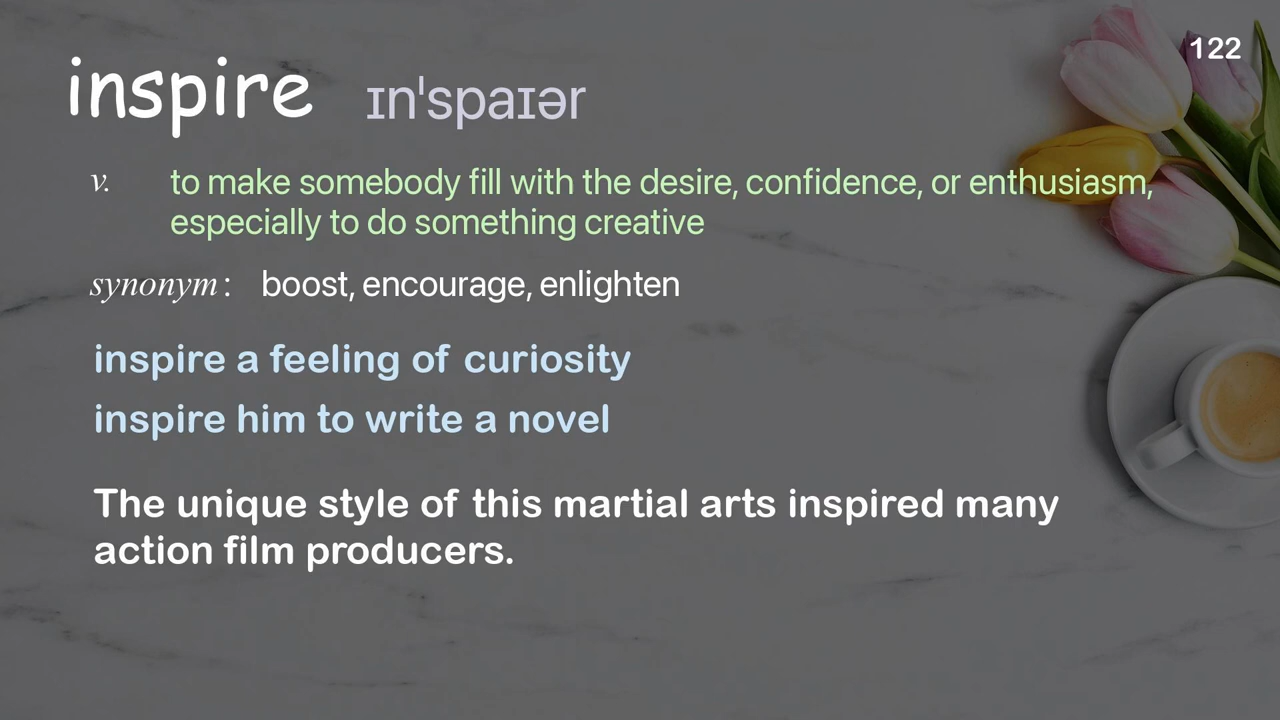 122
inspire ɪn'spaɪər
v. to make somebody fill with the desire, confidence, or enthusiasm,
especially to do something creative
synonym: boost, encourage, enlighten
inspire a feeling of curiosity
inspire him to write a novel
The unique style of this martial arts inspired many
action film producers.